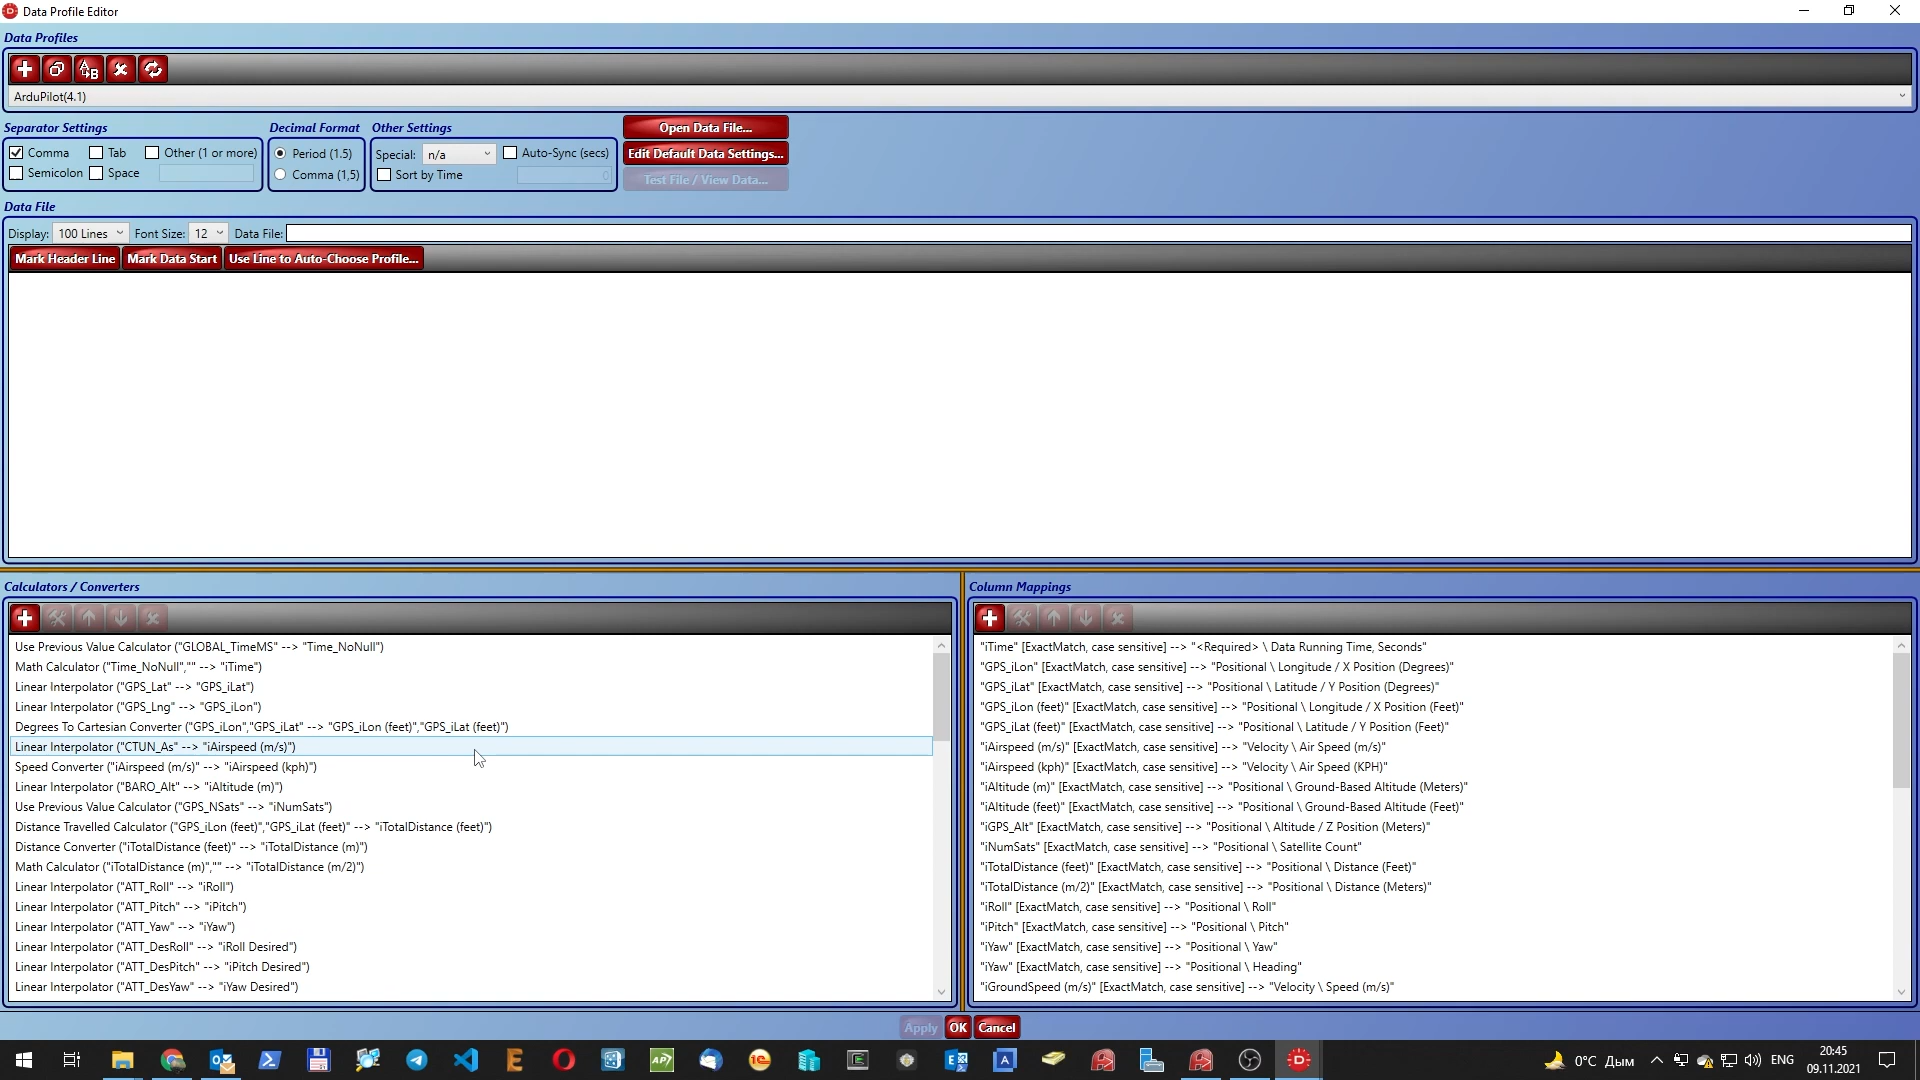 Data Profile Editor
Data Profiles
ArduPilot(4.1)
Separator Settings
Decimal Format
Other Settings
Comma
Tab
Other (1 or more)
Semicolon
Space
Period (1.5)
Comma (1,5)
Special:
n/a
Auto-Sync (secs)
Sort by Time
0
Open Data File...
Edit Default Data Settings...
Test File / View Data...
Data File
Display:
100 Lines
Font Size:
12
Data File:
Mark Header Line
Mark Data Start
Use Line to Auto-Choose Profile...
Calculators / Converters
Use Previous Value Calculator ("GLOBAL_TimeMS" --> "Time_NoNull")
Math Calculator ("Time_NoNull","" --> "iTime")
Linear Interpolator ("GPS_Lat" --> "GPS_iLat")
Linear Interpolator ("GPS_Lng" --> "GPS_iLon")
Degrees To Cartesian Converter ("GPS_iLon","GPS_iLat" --> "GPS_iLon (feet)","GPS_iLat (feet)")
Linear Interpolator ("CTUN_As" --> "iAirspeed (m/s)")
Speed Converter ("iAirspeed (m/s)" --> "iAirspeed (kph)")
Linear Interpolator ("BARO_Alt" --> "iAltitude (m)")
Use Previous Value Calculator ("GPS_NSats" --> "iNumSats")
Distance Travelled Calculator ("GPS_iLon (feet)","GPS_iLat (feet)" --> "iTotalDistance (feet)")
Distance Converter ("iTotalDistance (feet)" --> "iTotalDistance (m)")
Math Calculator ("iTotalDistance (m)","" --> "iTotalDistance (m/2)")
Linear Interpolator ("ATT_Roll" --> "iRoll")
Linear Interpolator ("ATT_Pitch" --> "iPitch")
Linear Interpolator ("ATT_Yaw" --> "iYaw")
Linear Interpolator ("ATT_DesRoll" --> "iRoll Desired")
Linear Interpolator ("ATT_DesPitch" --> "iPitch Desired")
Linear Interpolator ("ATT_DesYaw" --> "iYaw Desired")
Column Mappings
"iTime" [ExactMatch, case sensitive] --> "<Required> \ Data Running Time, Seconds"
"GPS_iLon" [ExactMatch, case sensitive] --> "Positional \ Longitude / X Position (Degrees)"
"GPS_iLat" [ExactMatch, case sensitive] --> "Positional \ Latitude / Y Position (Degrees)"
"GPS_iLon (feet)" [ExactMatch, case sensitive] --> "Positional \ Longitude / X Position (Feet)"
"GPS_iLat (feet)" [ExactMatch, case sensitive] --> "Positional \ Latitude / Y Position (Feet)"
"iAirspeed (m/s)" [ExactMatch, case sensitive] --> "Velocity \ Air Speed (m/s)"
"iAirspeed (kph)" [ExactMatch, case sensitive] --> "Velocity \ Air Speed (KPH)"
"iAltitude (m)" [ExactMatch, case sensitive] --> "Positional \ Ground-Based Altitude (Meters)"
"iAltitude (feet)" [ExactMatch, case sensitive] --> "Positional \ Ground-Based Altitude (Feet)"
"iGPS_Alt" [ExactMatch, case sensitive] --> "Positional \ Altitude / Z Position (Meters)"
"iNumSats" [ExactMatch, case sensitive] --> "Positional \ Satellite Count"
"iTotalDistance (feet)" [ExactMatch, case sensitive] --> "Positional \ Distance (Feet)"
"iTotalDistance (m/2)" [ExactMatch, case sensitive] --> "Positional \ Distance (Meters)"
"iRoll" [ExactMatch, case sensitive] --> "Positional \ Roll"
"iPitch" [ExactMatch, case sensitive] --> "Positional \ Pitch"
"iYaw" [ExactMatch, case sensitive] --> "Positional \ Yaw"
"iYaw" [ExactMatch, case sensitive] --> "Positional \ Heading"
"iGroundSpeed (m/s)" [ExactMatch, case sensitive] --> "Velocity \ Speed (m/s)"
Apply
OK
Cancel
0°C Дым
ENG
20:45
09.11.2021